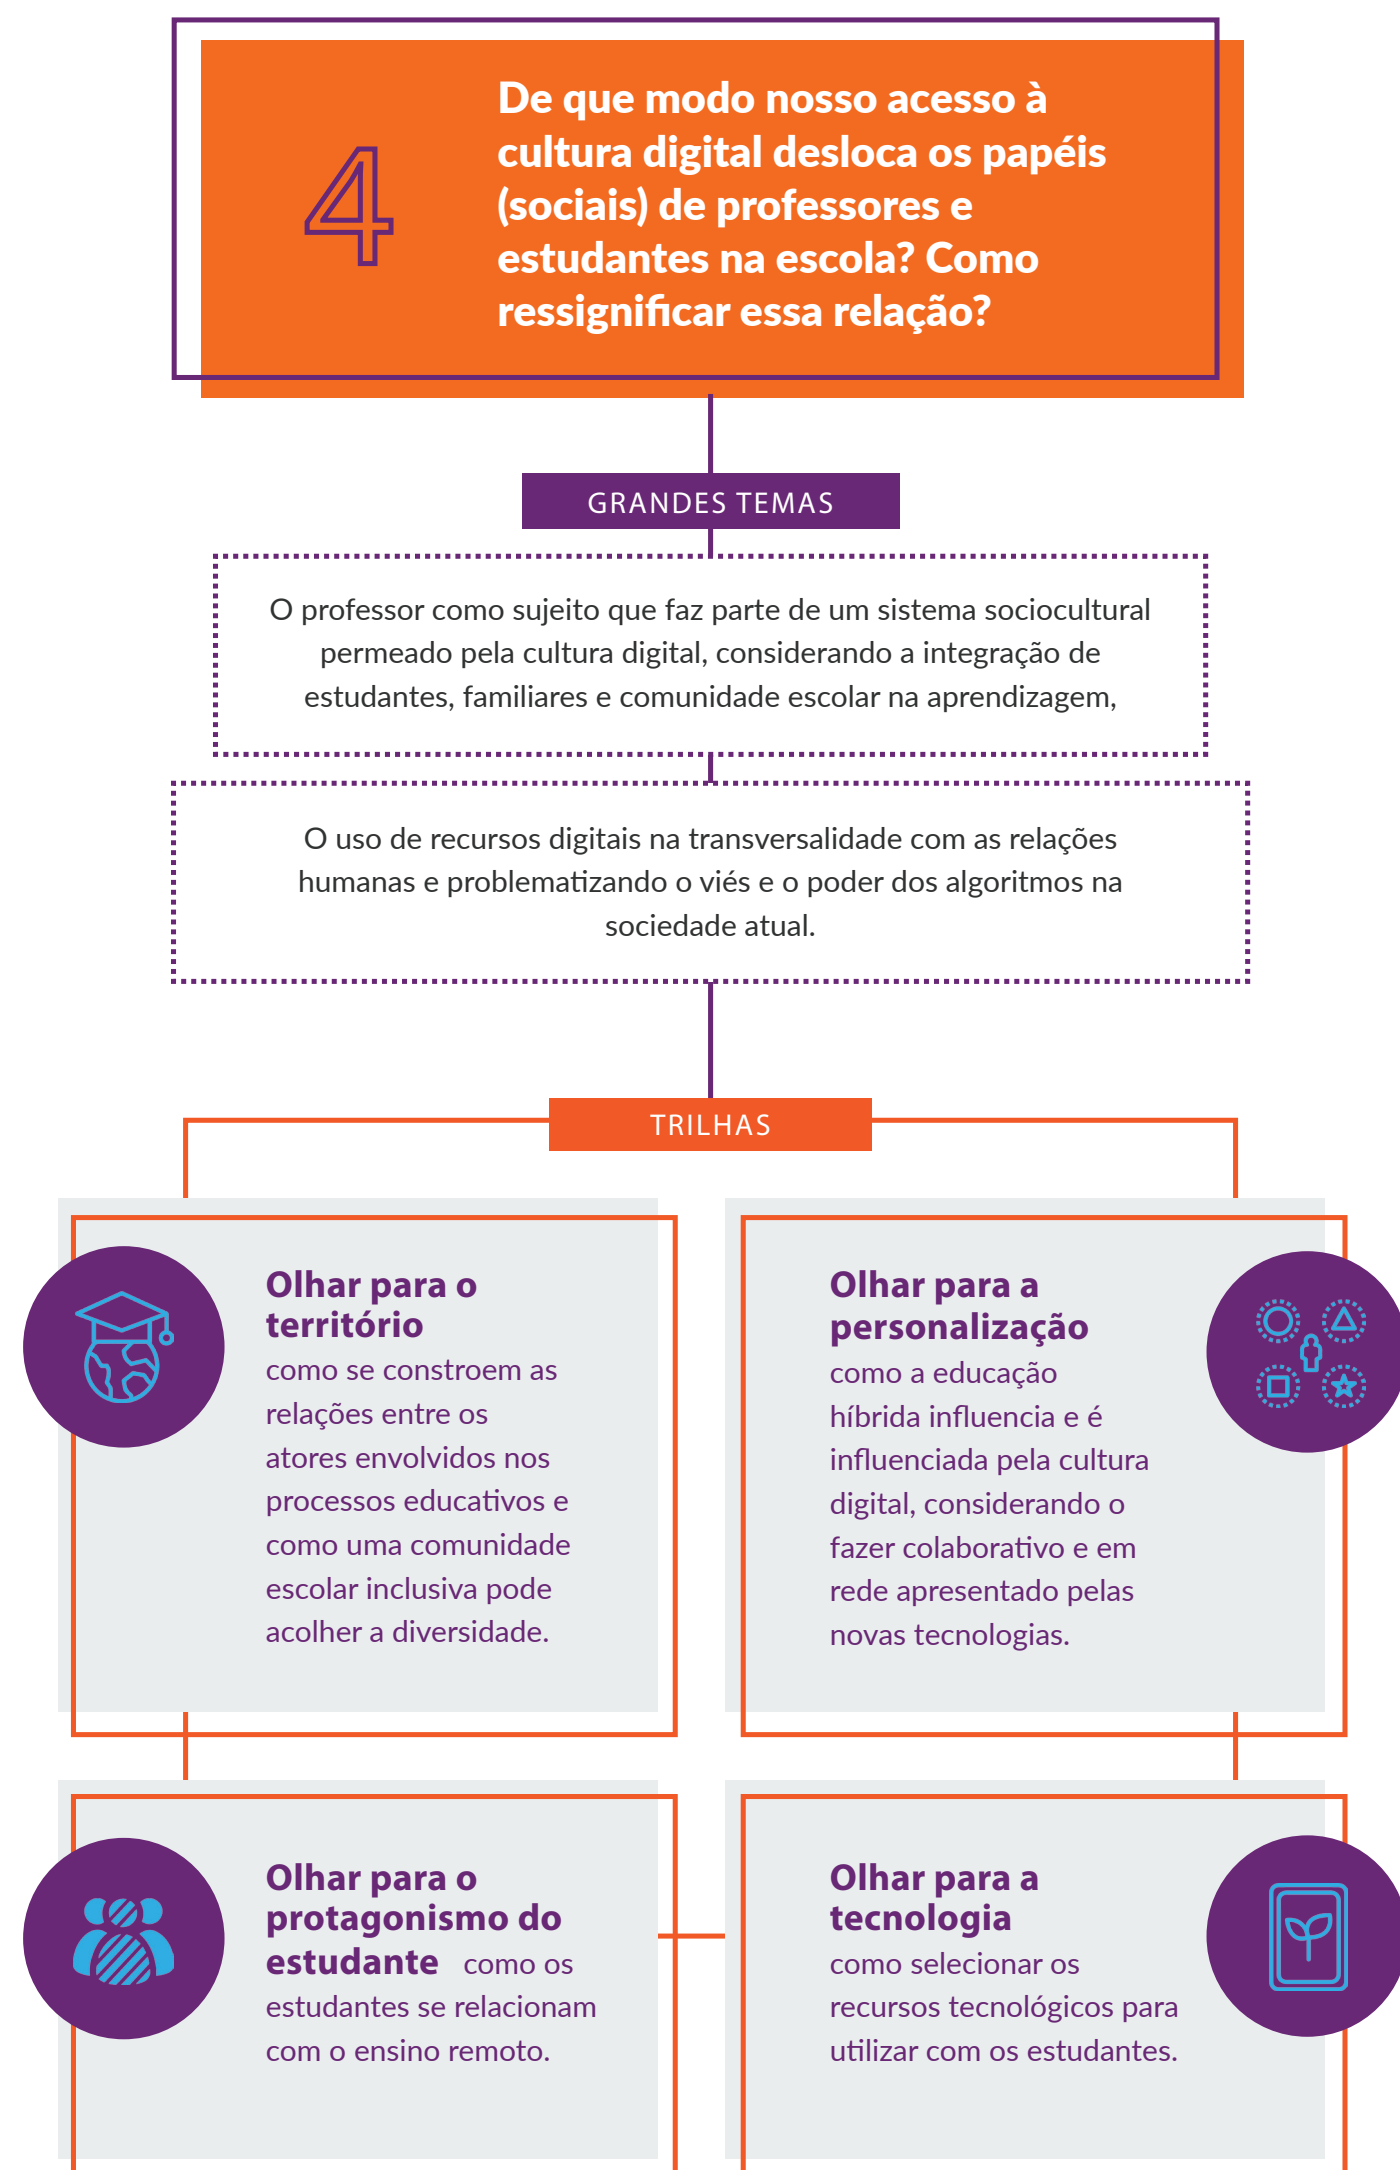 4
De que modo nosso acesso à
cultura digital desloca os papéis
(sociais) de professores e
estudantes na escola? Como
ressignificar essa relação?
GRANDES TEMAS
O professor como sujeito que faz parte de um sistema sociocultural
permeado pela cultura digital, considerando a integração de
estudantes, familiares e comunidade escolar na aprendizagem,
O uso de recursos digitais na transversalidade com as relações
humanas e problematizando o viés e o poder dos algoritmos na
sociedade atual.
TRILHAS
Olhar para o
território
como se constroem as
relações entre os
atores envolvidos nos
processos educativos e
como uma comunidade
escolar inclusiva pode
acolher a diversidade.
Olhar para a
personalização
como a educação
híbrida influencia e é
influenciada pela cultura
digital, considerando o
fazer colaborativo e em
rede apresentado pelas
novas tecnologias.
Olhar para o
protagonismo do
estudante como os
estudantes se relacionam
com o ensino remoto.
Olhar para a
tecnologia
como selecionar os
recursos tecnológicos para
utilizar com os estudantes.